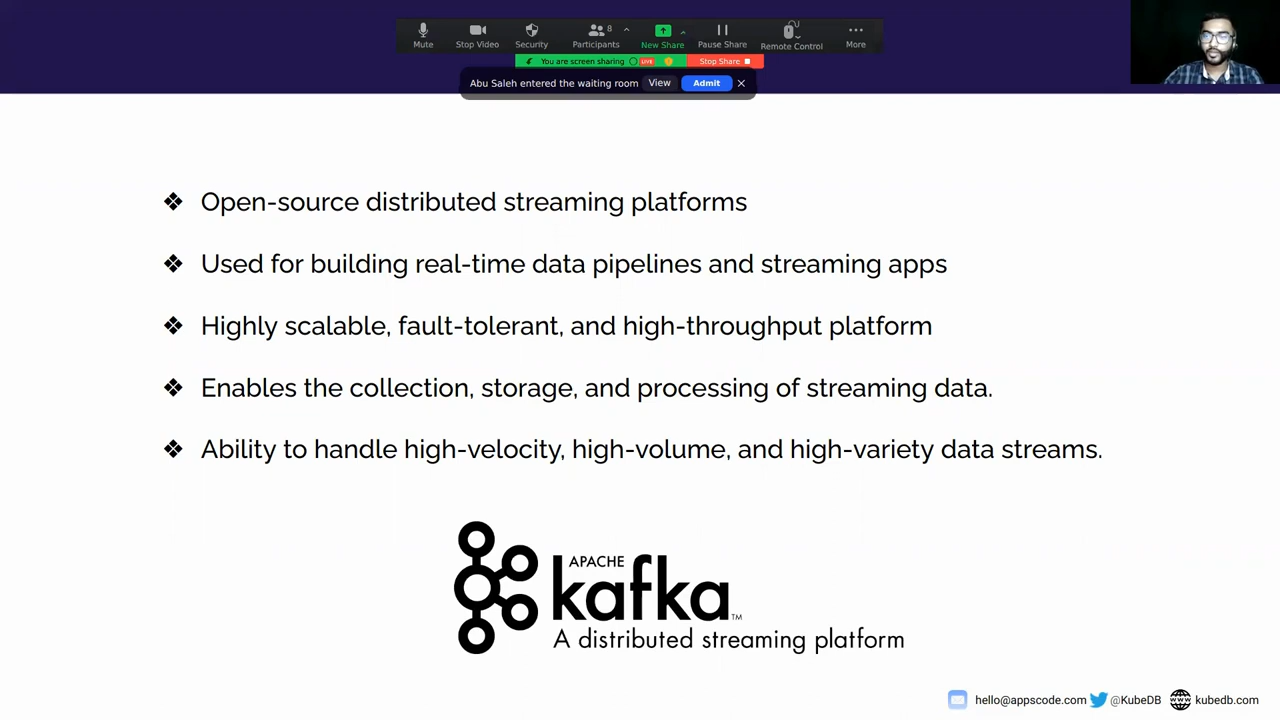 Mute
Stop Video
Security
8
Participants
New Share
Pause Share
Remote Control
More
You are screen sharing
LIVE
Stop Share
Abu Saleh entered the waiting room
View
Admit
❖ Open-source distributed streaming platforms
❖ Used for building real-time data pipelines and streaming apps
❖ Highly scalable, fault-tolerant, and high-throughput platform
❖ Enables the collection, storage, and processing of streaming data.
❖ Ability to handle high-velocity, high-volume, and high-variety data streams.
APACHE
kafka™
A distributed streaming platform
hello@appscode.com @KubeDB kubedb.com